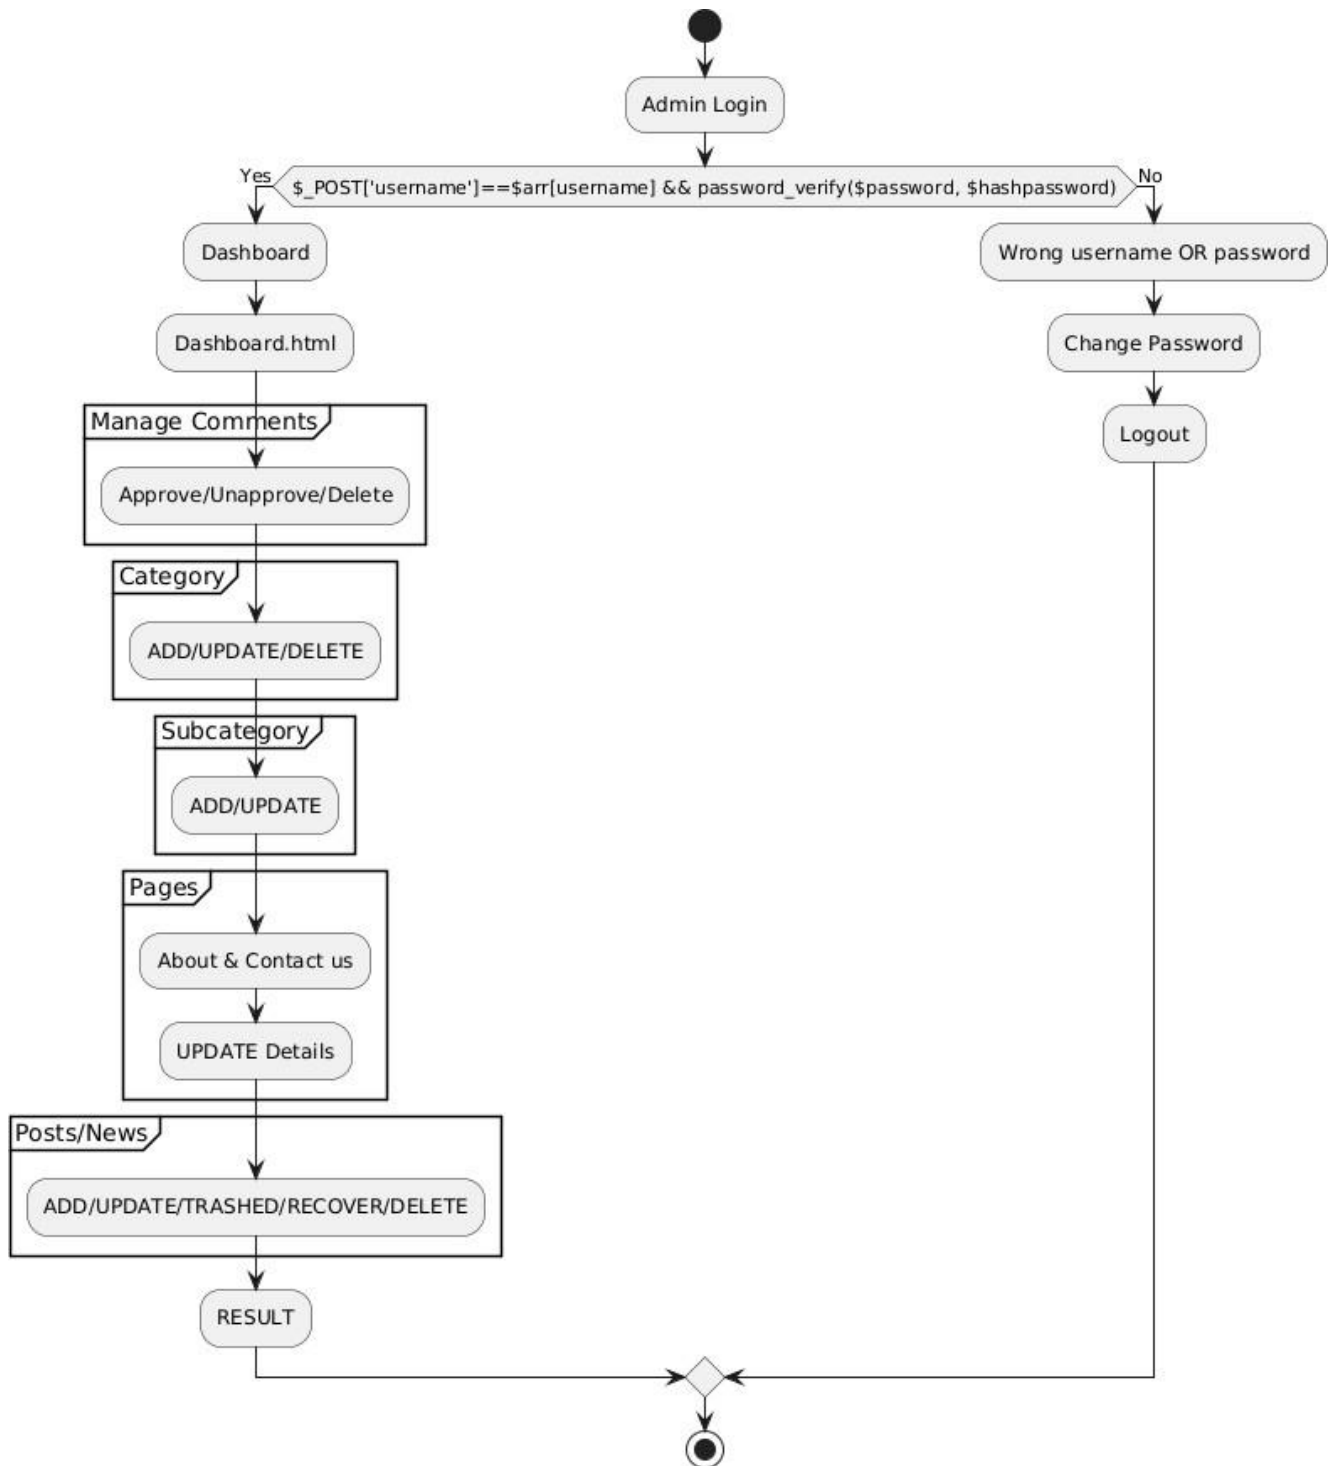 Admin Login
Yes
$_POST['username']==$arr[username] && password_verify($password, $hashpassword)
No
Dashboard
Wrong username OR password
Dashboard.html
Change Password
Manage Comments
Logout
Approve/Unapprove/Delete
Category
ADD/UPDATE/DELETE
Subcategory
ADD/UPDATE
Pages
About & Contact us
UPDATE Details
Posts/News
ADD/UPDATE/TRASHED/RECOVER/DELETE
RESULT